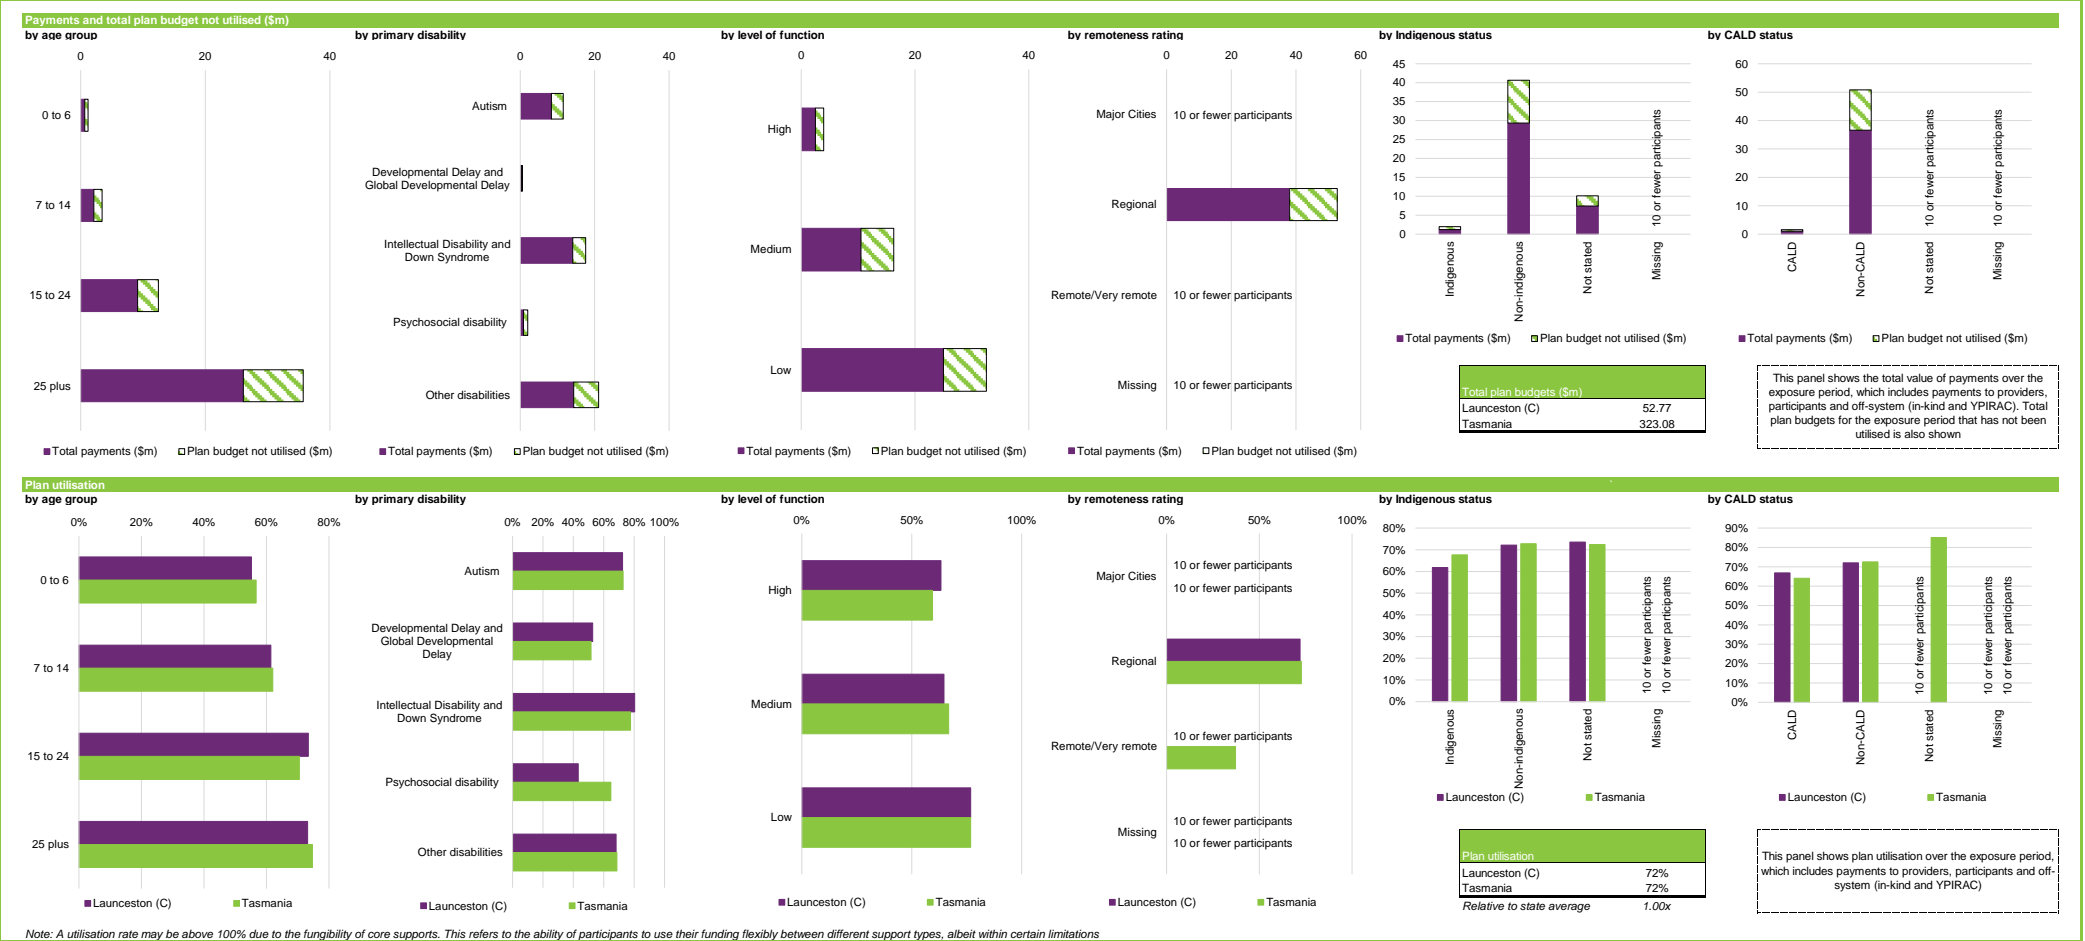 Payments and total plan budget not utilised ($m)
by age group
0 20 40
0 to 6
7 to 14
15 to 24
25 plus
Total payments ($m) Plan budget not utilised ($m)
by primary disability
0 20 40
Autism
Developmental Delay and
Global Developmental Delay
Intellectual Disability and
Down Syndrome
Psychosocial disability
Other disabilities
Total payments ($m) Plan budget not utilised ($m)
by level of function
0 20 40
High
Medium
Low
Total payments ($m) Plan budget not utilised ($m)
by remoteness rating
0 20 40 60
Major Cities 10 or fewer participants
Regional
Remote/Very remote 10 or fewer participants
Missing 10 or fewer participants
Total payments ($m) Plan budget not utilised ($m)
by Indigenous status
45
40
35
30
25
20
15
10
5
0
10 or fewer participants
Indigenous
Non-indigenous
Not stated
Missing
Total payments ($m) Plan budget not utilised ($m)
Total plan budgets ($m)
Launceston (C) 52.77
Tasmania 323.08
by CALD status
60
50
40
30
20
10
0
10 or fewer participants
10 or fewer participants
CALD
Non-CALD
Not stated
Missing
Total payments ($m) Plan budget not utilised ($m)
This panel shows the total value of payments over the
exposure period, which includes payments to providers,
participants and off-system (in-kind and YPIRAC). Total
plan budgets for the exposure period that has not been
utilised is also shown
Plan utilisation
by age group
0% 20% 40% 60% 80%
0 to 6
7 to 14
15 to 24
25 plus
Launceston (C) Tasmania
by primary disability
0% 20% 40% 60% 80% 100%
Autism
Developmental Delay and
Global Developmental
Delay
Intellectual Disability and
Down Syndrome
Psychosocial disability
Other disabilities
Launceston (C) Tasmania
by level of function
0% 50% 100%
High
Medium
Low
Launceston (C) Tasmania
by remoteness rating
0% 50% 100%
Major Cities
10 or fewer participants
10 or fewer participants
Regional
Remote/Very remote
10 or fewer participants
Missing
10 or fewer participants
10 or fewer participants
Launceston (C) Tasmania
by Indigenous status
80%
70%
60%
50%
40%
30%
20%
10%
0%
10 or fewer participants
10 or fewer participants
Indigenous
Non-indigenous
Not stated
Missing
Launceston (C) Tasmania
Plan utilisation
Launceston (C) 72%
Tasmania 72%
Relative to state average 1.00x
by CALD status
90%
80%
70%
60%
50%
40%
30%
20%
10%
0%
10 or fewer participants
10 or fewer participants
10 or fewer participants
CALD
Non-CALD
Not stated
Missing
Launceston (C) Tasmania
This panel shows plan utilisation over the exposure period,
which includes payments to providers, participants and off-
system (in-kind and YPIRAC)
Note: A utilisation rate may be above 100% due to the fungibility of core supports. This refers to the ability of participants to use their funding flexibly between different support types, albeit within certain limitations